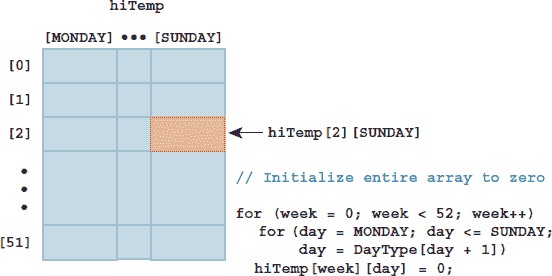 hiTemp
[MONDAY] ••• [SUNDAY]
[0]
[1]
[2]
hiTemp[2][SUNDAY]
•
•
•
[51]
// Initialize entire array to zero
for (week = 0; week < 52; week++)
for(day = MONDAY; day <= SUNDAY;
day = DayType[day + 1])
hiTemp[week][day] = 0;